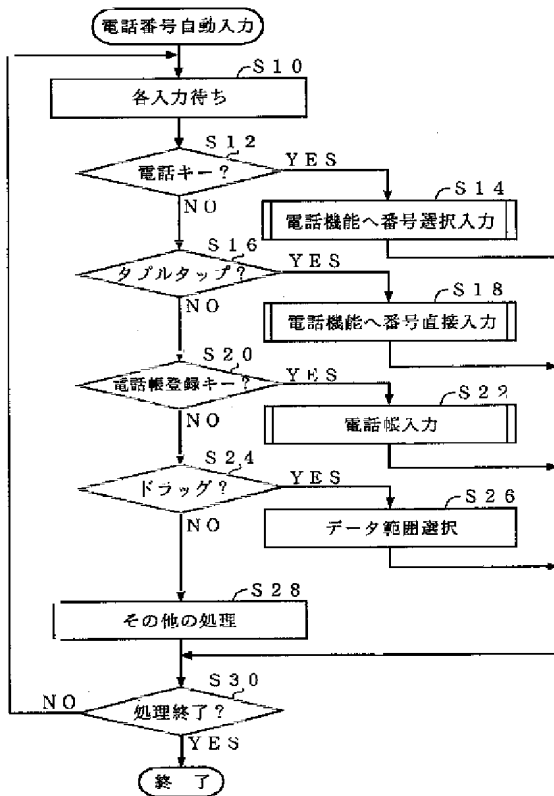 電話番号自動入力
S10
各入力待ち
S12
電話キー？
YES
NO
S14
電話機能へ番号選択入力
S16
タブルタップ？
YES
NO
S18
電話機能へ番号直接入力
S20
電話帳登録キー？
YES
NO
S22
電話帳入力
S24
ドラッグ？
YES
NO
S26
データ範囲選択
S28
その他の処理
S30
NO
処理終了？
YES
終了